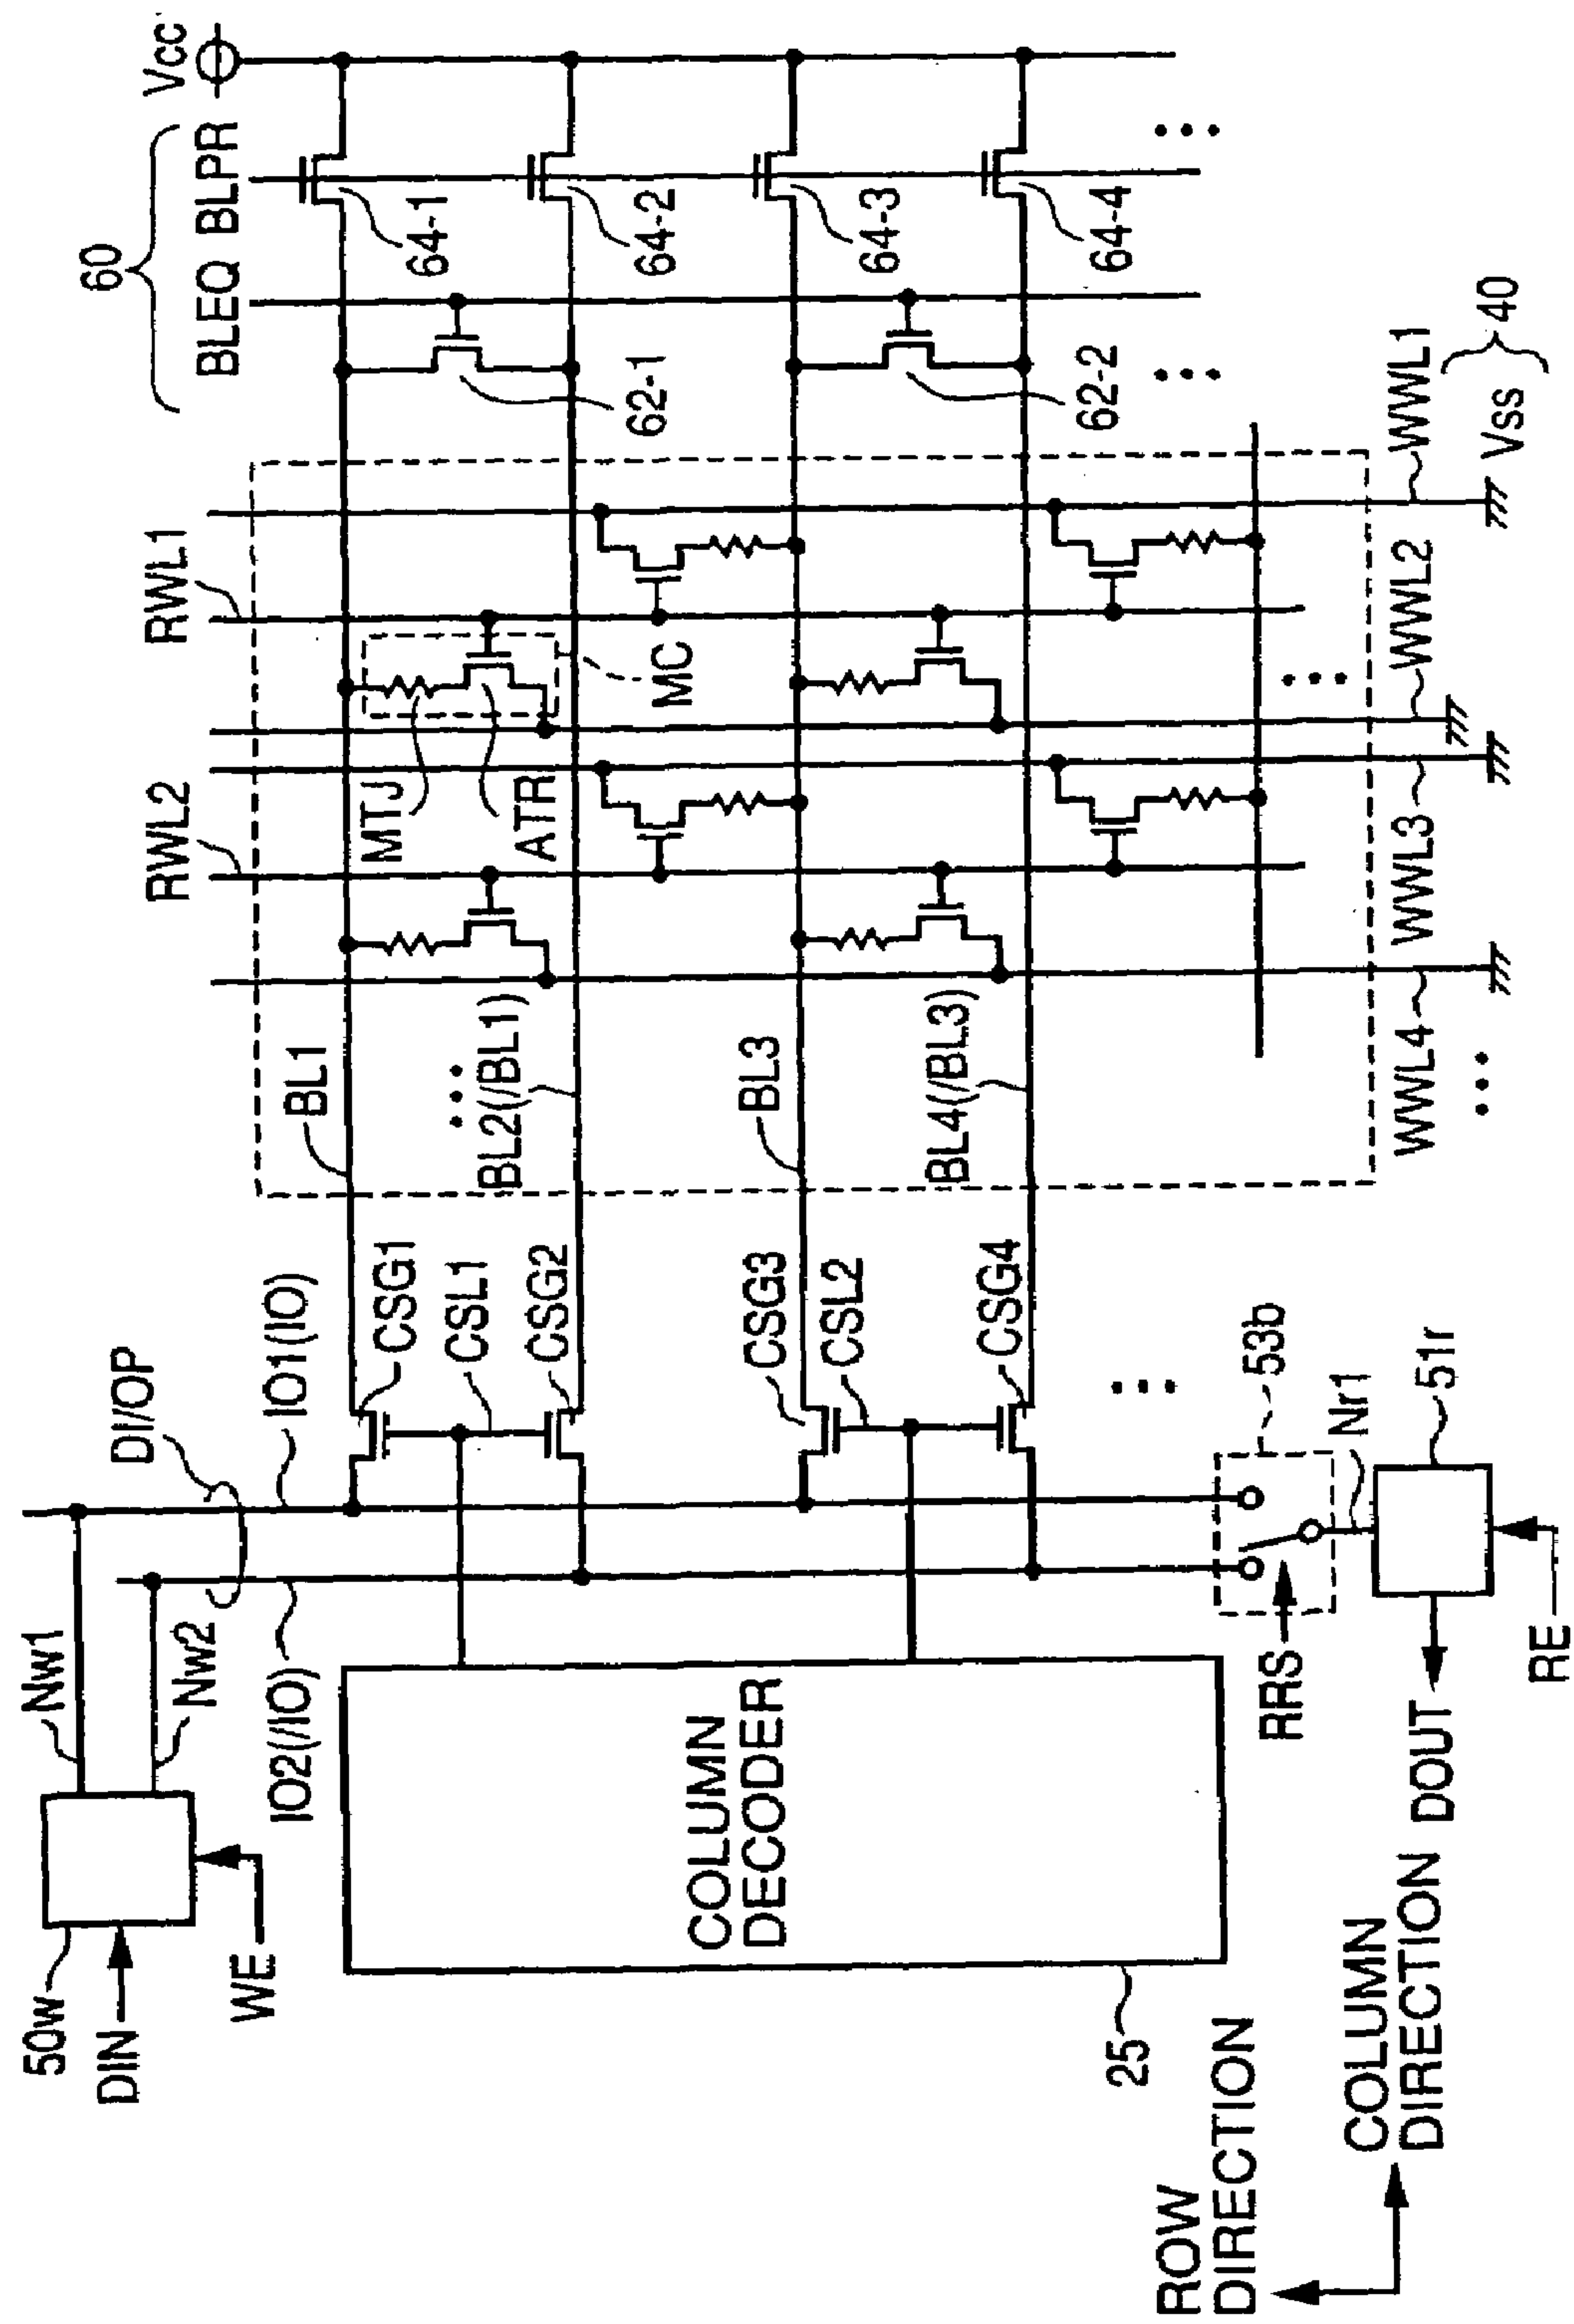 50w
DIN
WE
Nw1
Nw2
DI/OP
IO1(IO)
IO2(/IO)
COLUMN
DECODER
25
CSG1
CSL1
CSG2
CSG3
CSL2
CSG4
53b
Nr1
51r
RRS
DOUT
RE
ROW
DIRECTION
COLUMN
DIRECTION
BL1
BL2(/BL1)
BL3
BL4(/BL3)
RWL2
RWL1
MTJ
ATR
MC
WWL4
WWL3
WWL2
WWL1
Vss
40
60
BLEQ
BLPR
Vcc
62-1
62-2
64-1
64-2
64-3
64-4